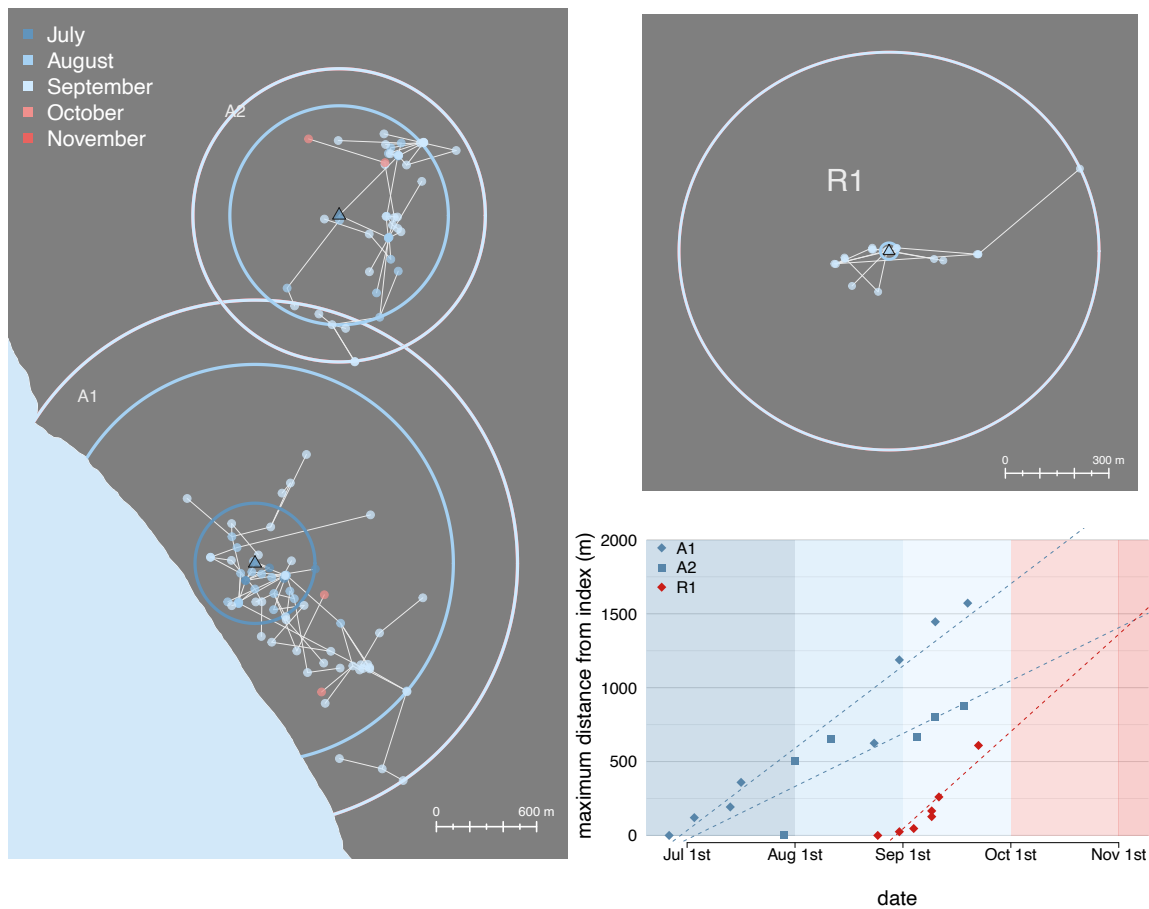 July
August
September
October
November
A2
A1
0 600 m
R1
0 300 m
maximum distance from index (m)
2000
1500
1000
500
0
A1
A2
R1
Jul 1st Aug 1st Sep 1st Oct 1st Nov 1st
date